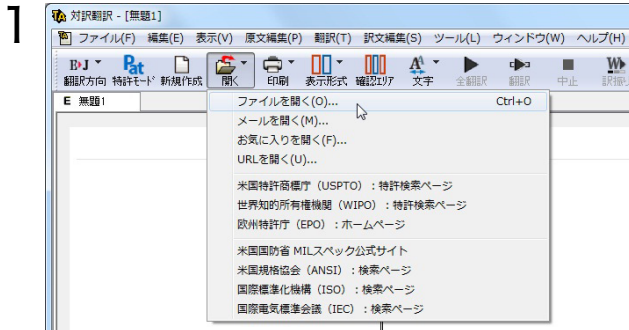 1
対訳翻訳 - [無題1]
ファイル(F) 編集(E) 表示(V) 原文編集(P) 翻訳(T) 訳文編集(S) ツール(L) ウィンドウ(W) ヘルプ(H)
翻訳方向 特許モード 新規作成 開く 印刷 表示形式 確認エリア 文字 全翻訳 翻訳 中止
E 無題1
ファイルを開く(O)... Ctrl+O
メールを開く(M)...
お気に入りを開く(F)...
URLを開く(U)...
米国特許商標庁（USPTO）：特許検索ページ
世界知的所有権機関（WIPO）：特許検索ページ
欧州特許庁（EPO）：ホームページ
米国国防省 MILスペック公式サイト
米国規格協会（ANSI）：検索ページ
国際標準化機構（ISO）：検索ページ
国際電気標準会議（IEC）：検索ページ